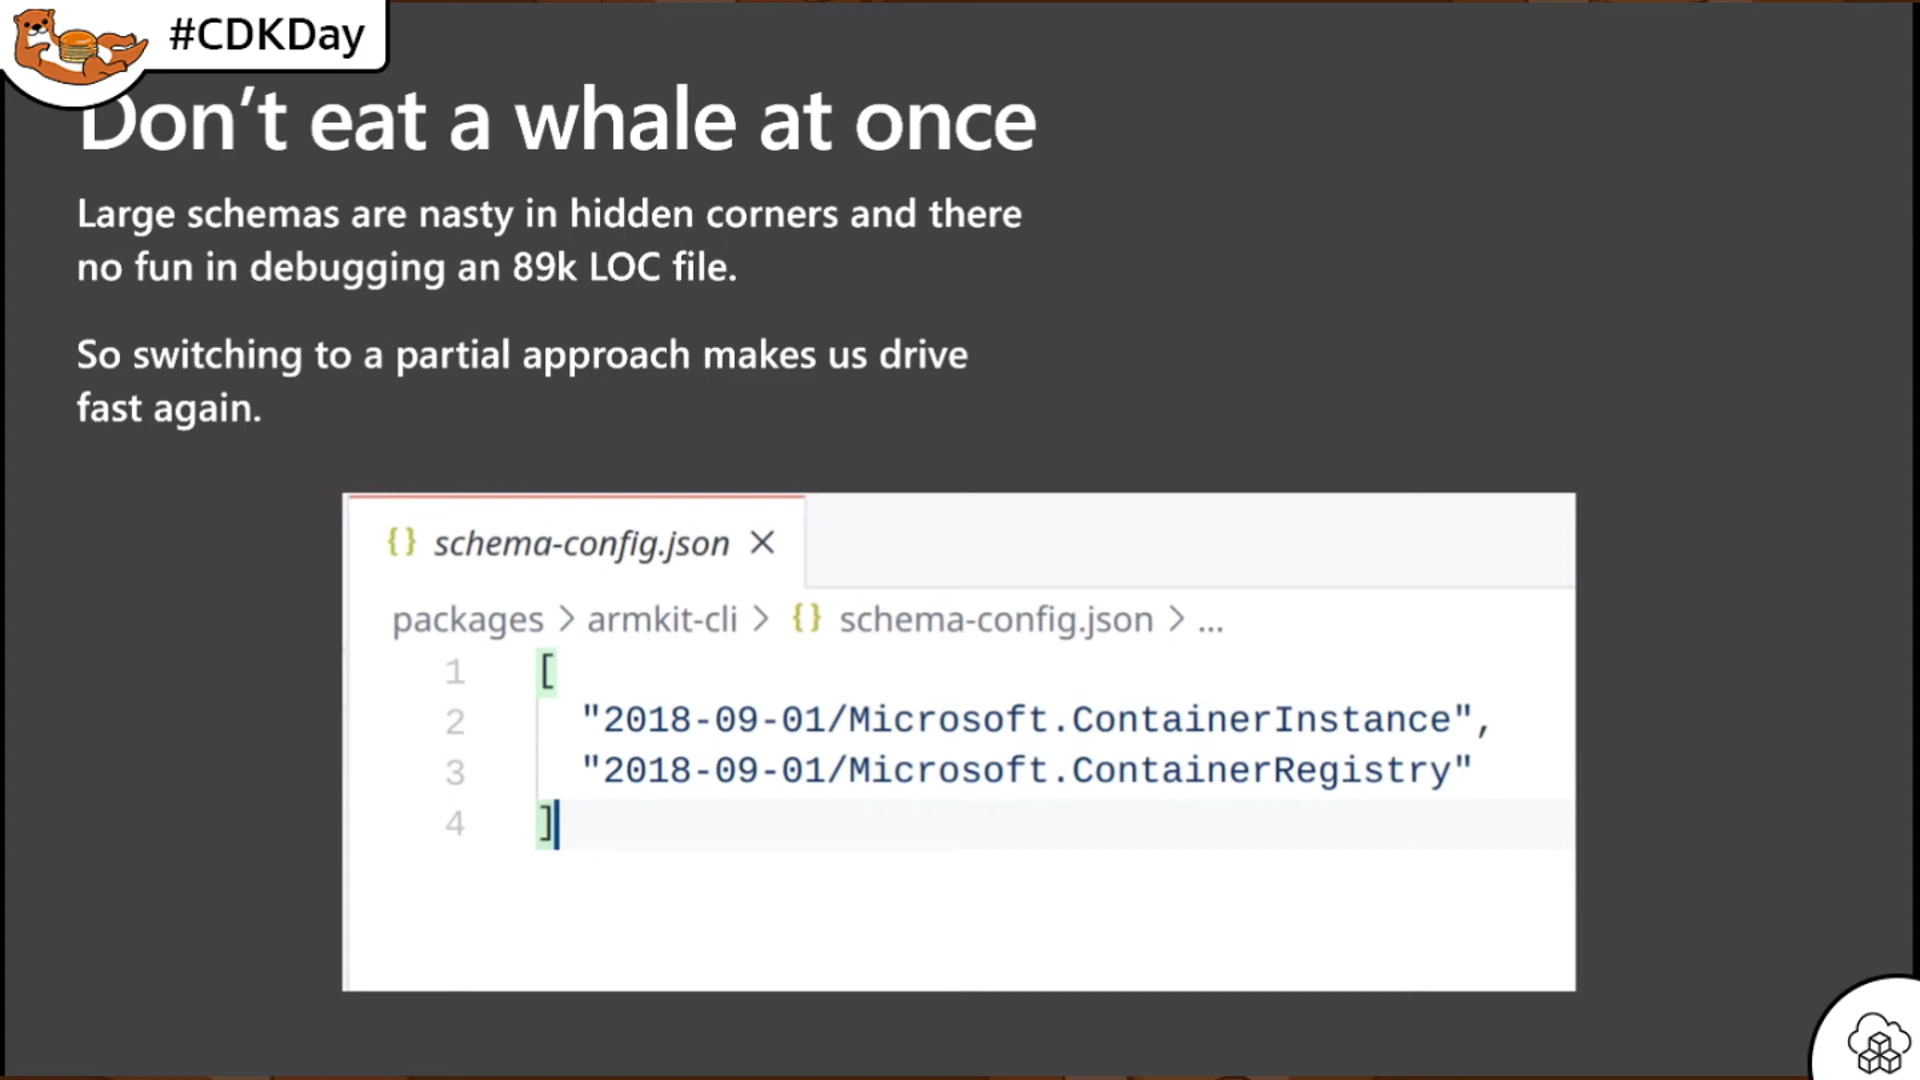 #CDKDay
Don't eat a whale at once
Large schemas are nasty in hidden corners and there
no fun in debugging an 89k LOC file.
So switching to a partial approach makes us drive
fast again.
{} schema-config.json ×
packages > armkit-cli > {} schema-config.json > ...
1 [
2 "2018-09-01/Microsoft.ContainerInstance",
3 "2018-09-01/Microsoft.ContainerRegistry"
4 ]